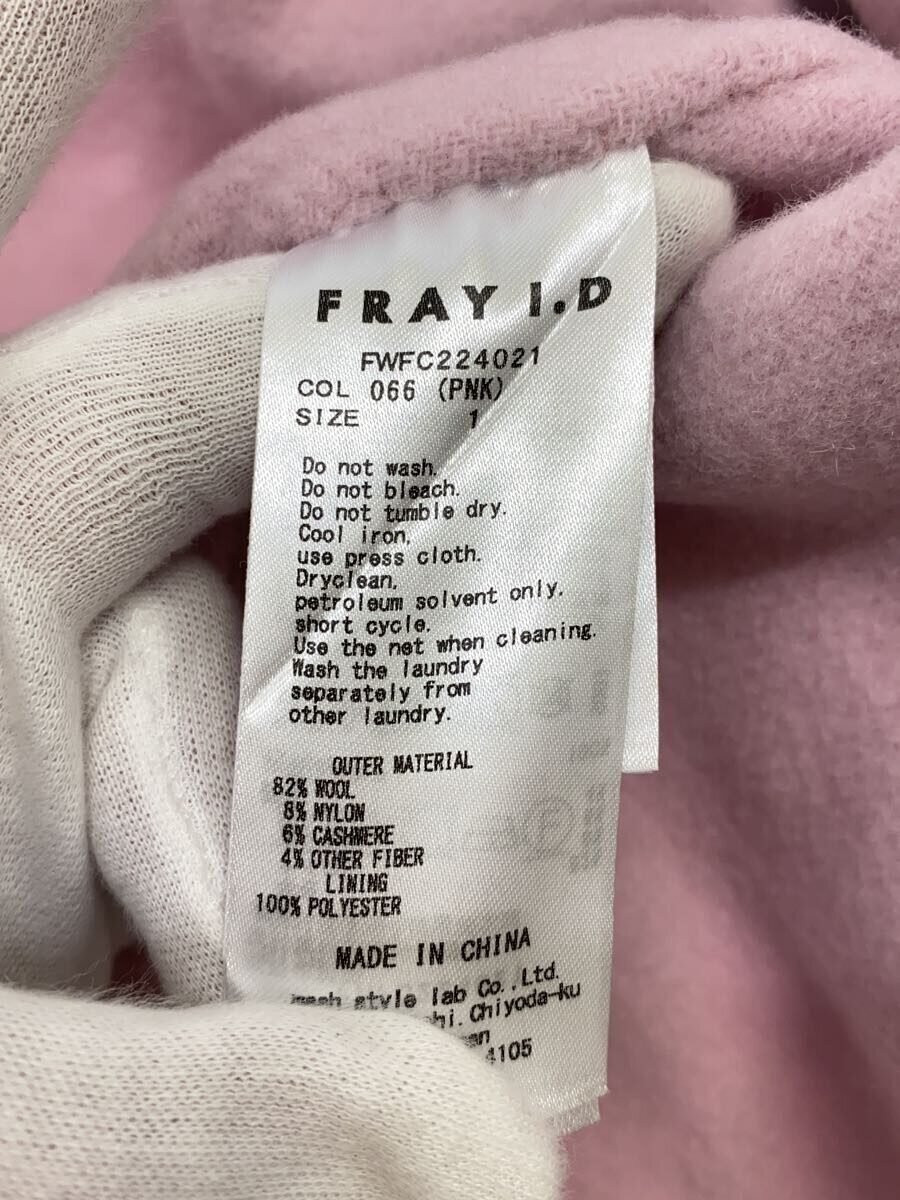 FRAY I.D
FWFC224021
COL 066 (PNK)
SIZE 1
Do not wash.
Do not bleach.
Do not tumble dry.
Cool iron,
use press cloth.
Dryclean,
petroleum solvent only,
short cycle.
Use the net when cleaning.
Wash the laundry
separately from
other laundry.
OUTER MATERIAL
82% WOOL
8% NYLON
6% CASHMERE
4% OTHER FIBER
LINING
100% POLYESTER
MADE IN CHINA
style lab Co.,Ltd.
Chiyoda-ku
4105